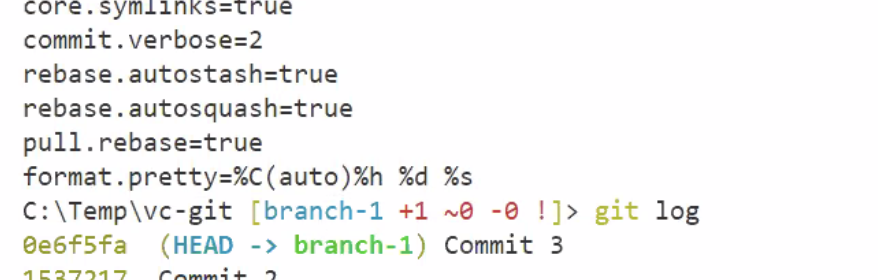 core.symlinks=true
commit.verbose=2
rebase.autostash=true
rebase.autosquash=true
pull.rebase=true
format.pretty=%C(auto)%h %d %s
C:\Temp\vc-git [branch-1 +1 ~0 -0 !]> git log
0e6f5fa  (HEAD -> branch-1) Commit 3
1537217  Commit 2